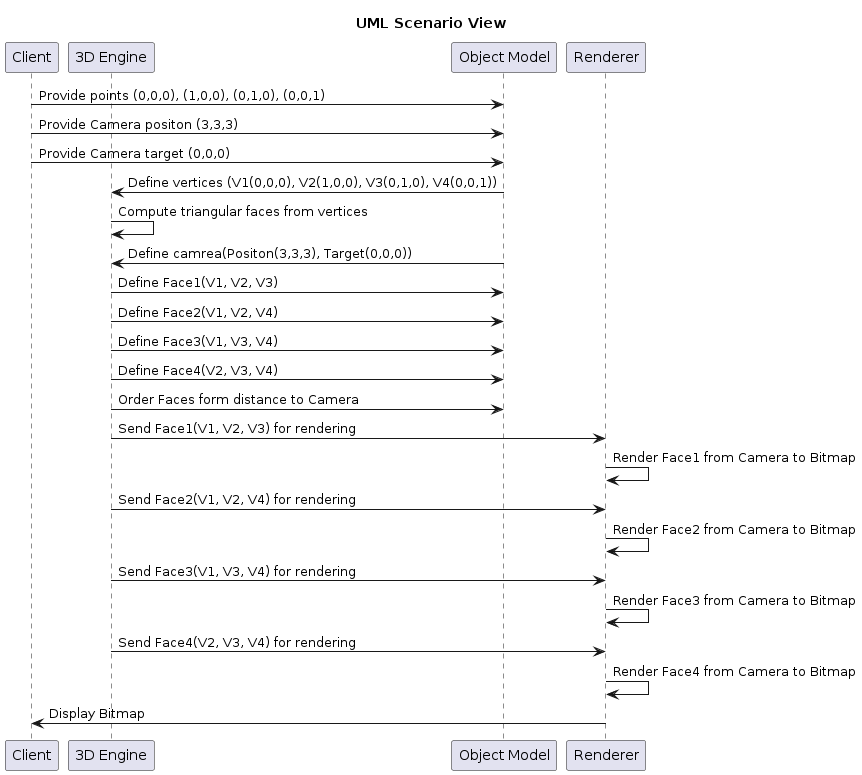 UML Scenario View
Client 3D Engine Object Model Renderer
Provide points (0,0,0), (1,0,0), (0,1,0), (0,0,1)
Provide Camera positon (3,3,3)
Provide Camera target (0,0,0)
Define vertices (V1(0,0,0), V2(1,0,0), V3(0,1,0), V4(0,0,1))
Compute triangular faces from vertices
Define camrea(Positon(3,3,3), Target(0,0,0))
Define Face1(V1, V2, V3)
Define Face2(V1, V2, V4)
Define Face3(V1, V3, V4)
Define Face4(V2, V3, V4)
Order Faces form distance to Camera
Send Face1(V1, V2, V3) for rendering
Render Face1 from Camera to Bitmap
Send Face2(V1, V2, V4) for rendering
Render Face2 from Camera to Bitmap
Send Face3(V1, V3, V4) for rendering
Render Face3 from Camera to Bitmap
Send Face4(V2, V3, V4) for rendering
Render Face4 from Camera to Bitmap
Display Bitmap
Client 3D Engine Object Model Renderer